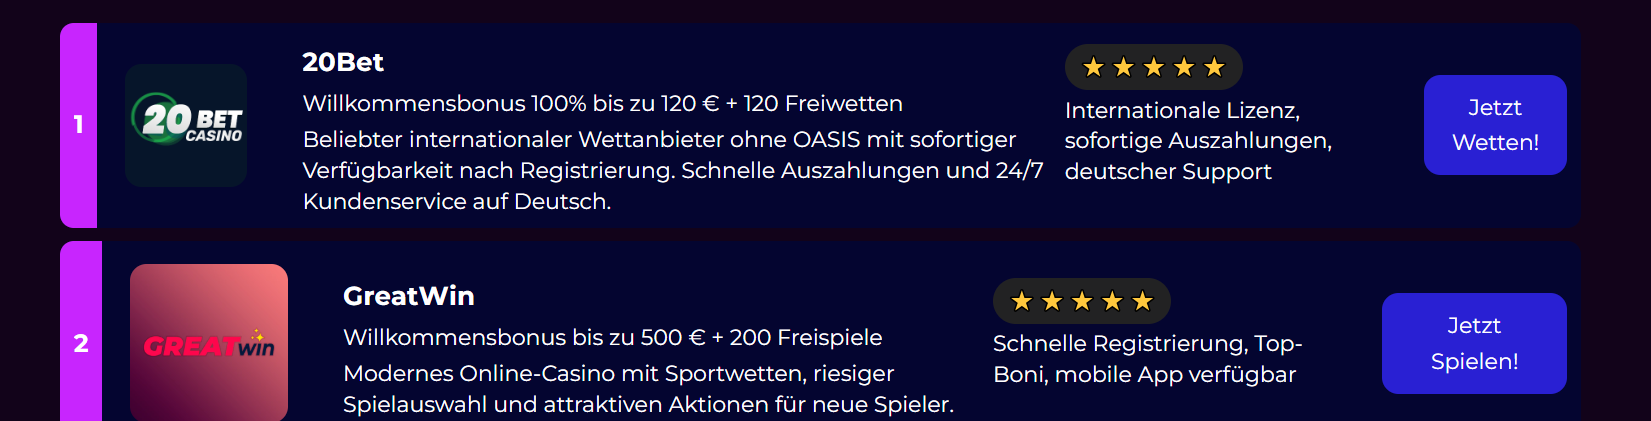 1
20 BET
CASINO
20Bet
Willkommensbonus 100% bis zu 120 € + 120 Freiwetten
Beliebter internationaler Wettanbieter ohne OASIS mit sofortiger
Verfügbarkeit nach Registrierung. Schnelle Auszahlungen und 24/7
Kundenservice auf Deutsch.
Internationale Lizenz,
sofortige Auszahlungen,
deutscher Support
Jetzt
Wetten!
2
GREATwin
GreatWin
Willkommensbonus bis zu 500 € + 200 Freispiele
Modernes Online-Casino mit Sportwetten, riesiger
Spielauswahl und attraktiven Aktionen für neue Spieler.
Schnelle Registrierung, Top-
Boni, mobile App verfügbar
Jetzt
Spielen!